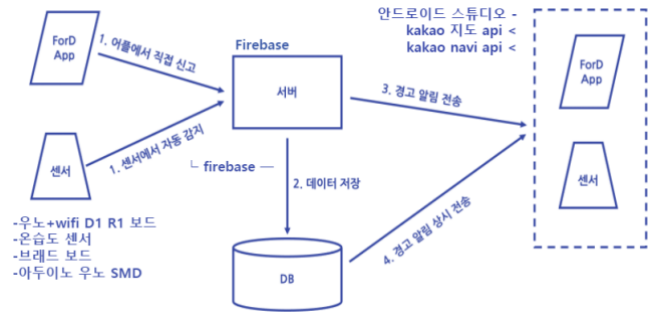 ForD
App
1. 어플에서 직접 신고
Firebase
서버
안드로이드 스튜디오 -
kakao 지도 api <
kakao navi api <
ForD
App
3. 경고 알림 전송
센서
1. 센서에서 자동 감지
└ firebase ―
2. 데이터 저장
센서
-우노+wifi D1 R1 보드
-온습도 센서
-브래드 보드
-아두이노 우노 SMD
DB
4. 경고 알림 상시 전송